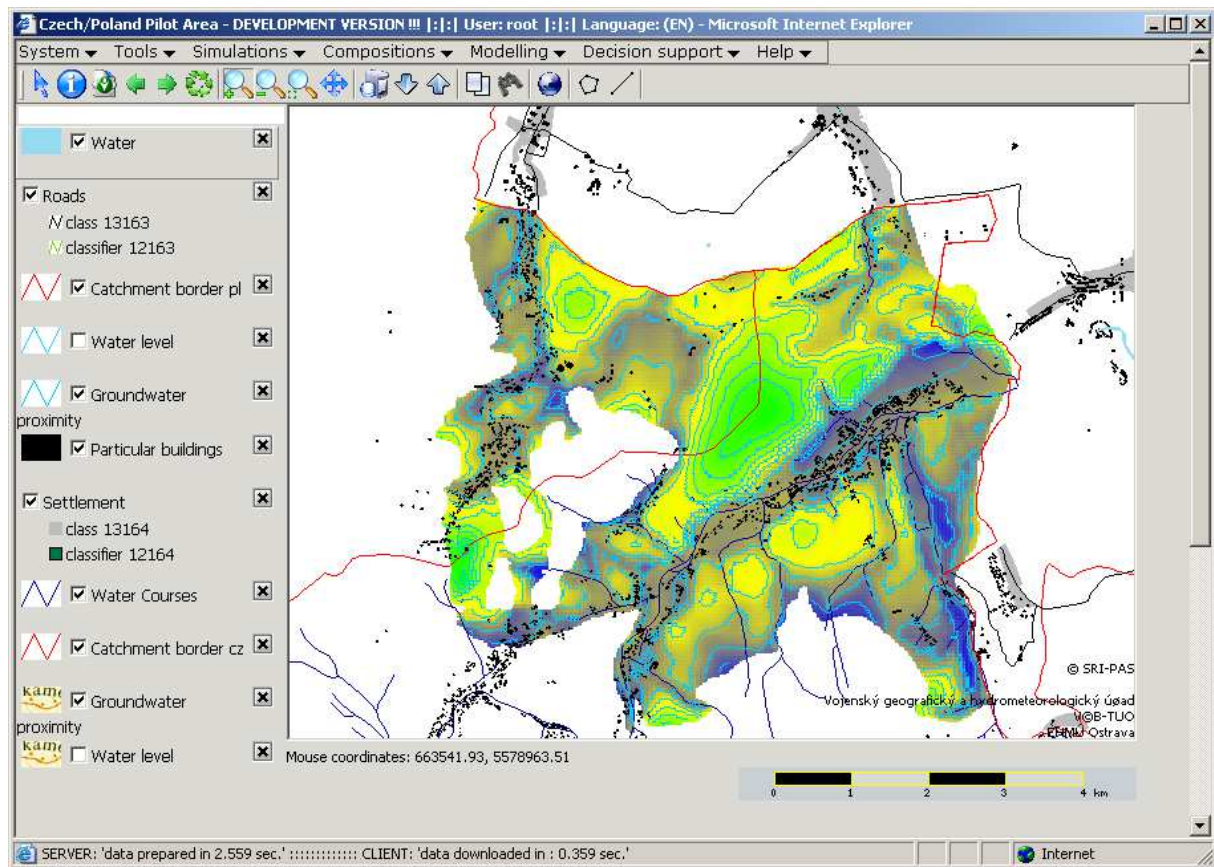 Czech/Poland Pilot Area - DEVELOPMENT VERSION !!! |:|:| User: root |:|:| Language: (EN) - Microsoft Internet Explorer
System Tools Simulations Compositions Modelling Decision support Help
Water
Roads
class 13163
classifier 12163
Catchment border pl
Water level
Groundwater
proximity
Particular buildings
Settlement
class 13164
classifier 12164
Water Courses
Catchment border cz
Groundwater
proximity
Water level
© SRI-PAS
Vojenský geografický a hydrometeorologický
Ostrava
Mouse coordinates: 663541.93, 5578963.51
0 1 2 3 4 km
SERVER: 'data prepared in 2.559 sec.' ::::::::::::: CLIENT: 'data downloaded in : 0.359 sec.'
Internet